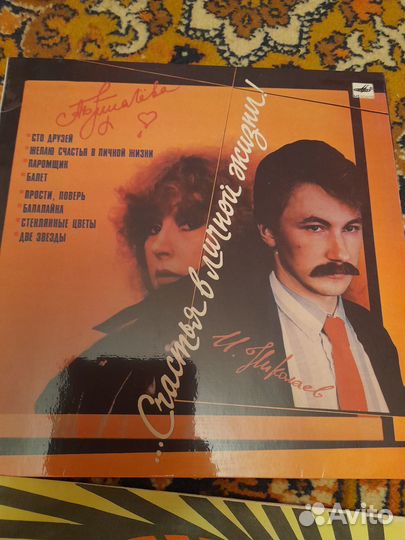 А. Пугачёва
СТО ДРУЗЕЙ
ЖЕЛАЮ СЧАСТЬЯ В ЛИЧНОЙ ЖИЗНИ
ПАРОМЩИК
БАЛЕТ
ПРОСТИ, ПОВЕРЬ
БАЛАЛАЙКА
СТЕКЛЯННЫЕ ЦВЕТЫ
ДВЕ ЗВЕЗДЫ
...Счастья в личной жизни!
И. Николаев
Avito